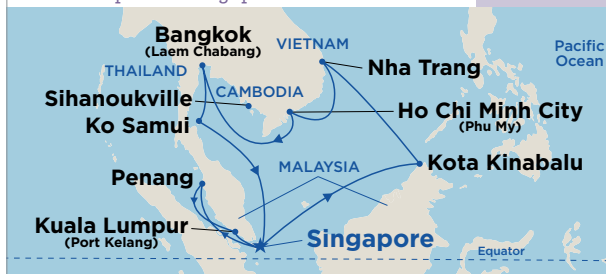 Bangkok
(Laem Chabang)
VIETNAM
Pacific
Ocean
THAILAND
Nha Trang
Sihanoukville
CAMBODIA
Ho Chi Minh City
(Phu My)
Ko Samui
Penang
MALAYSIA
Kota Kinabalu
Kuala Lumpur
(Port Kelang)
Singapore
Equator